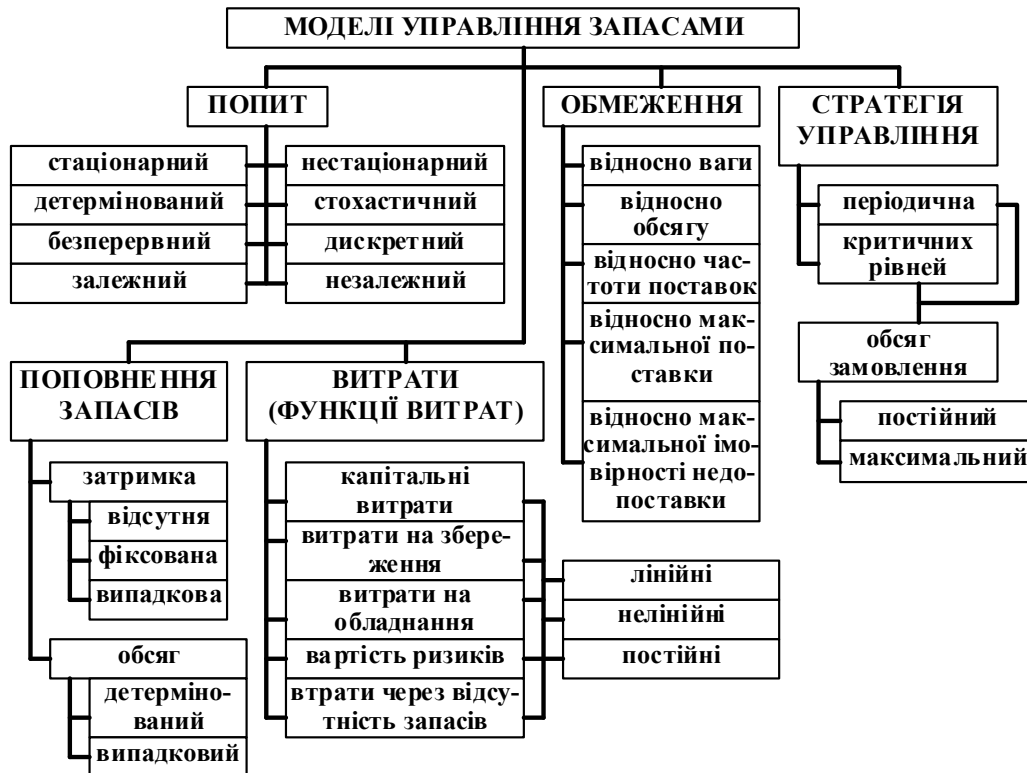 МОДЕЛІ УПРАВЛІННЯ ЗАПАСАМИ
ПОПИТ
стаціонарний
нестаціонарний
детермінований
стохастичний
безперервний
дискретний
залежний
незалежний
ОБМЕЖЕННЯ
відносно ваги
відносно
обсягу
відносно час-
тоти поставок
відносно мак-
симальної по-
ставки
відносно мак-
симальної імо-
вірності недо-
поставки
СТРАТЕГІЯ
УПРАВЛІННЯ
періодична
критичних
рівней
обсяг
замовлення
постійний
максимальний
ПОПОВНЕННЯ
ЗАПАСІВ
затримка
відсутня
фіксована
випадкова
обсяг
детерміно-
ваний
випадковий
ВИТРАТИ
(ФУНКЦІЇ ВИТРАТ)
капітальні
витрати
витрати на збере-
ження
витрати на
обладнання
вартість ризиків
втрати через відсу-
тність запасів
лінійні
нелінійні
постійні